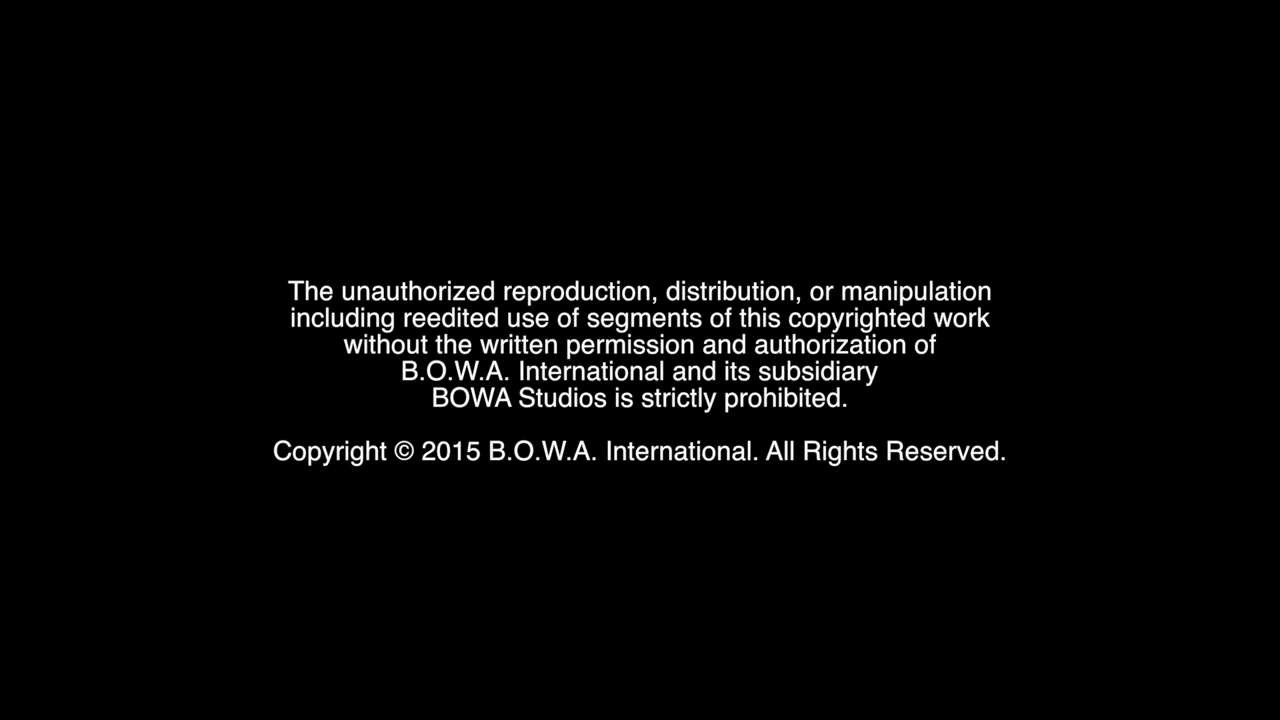 The unauthorized reproduction, distribution, or manipulation
including reedited use of segments of this copyrighted work
without the written permission and authorization of
B.O.W.A. International and its subsidiary
BOWA Studios is strictly prohibited.
Copyright © 2015 B.O.W.A. International. All Rights Reserved.